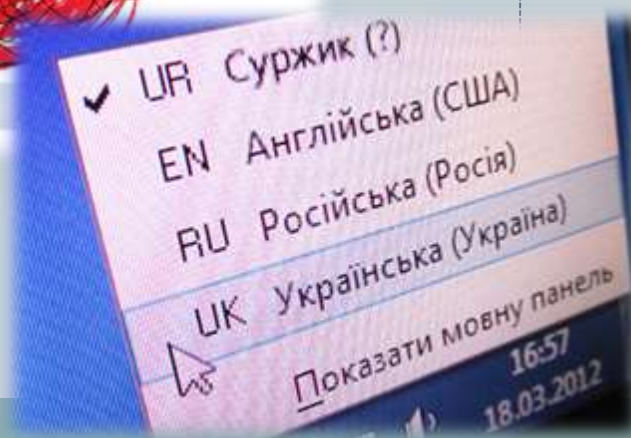 UR Суржик (?)
EN Англійська (США)
RU Російська (Росія)
UK Українська (Україна)
Показати мовну панель
16:57
18.03.2012